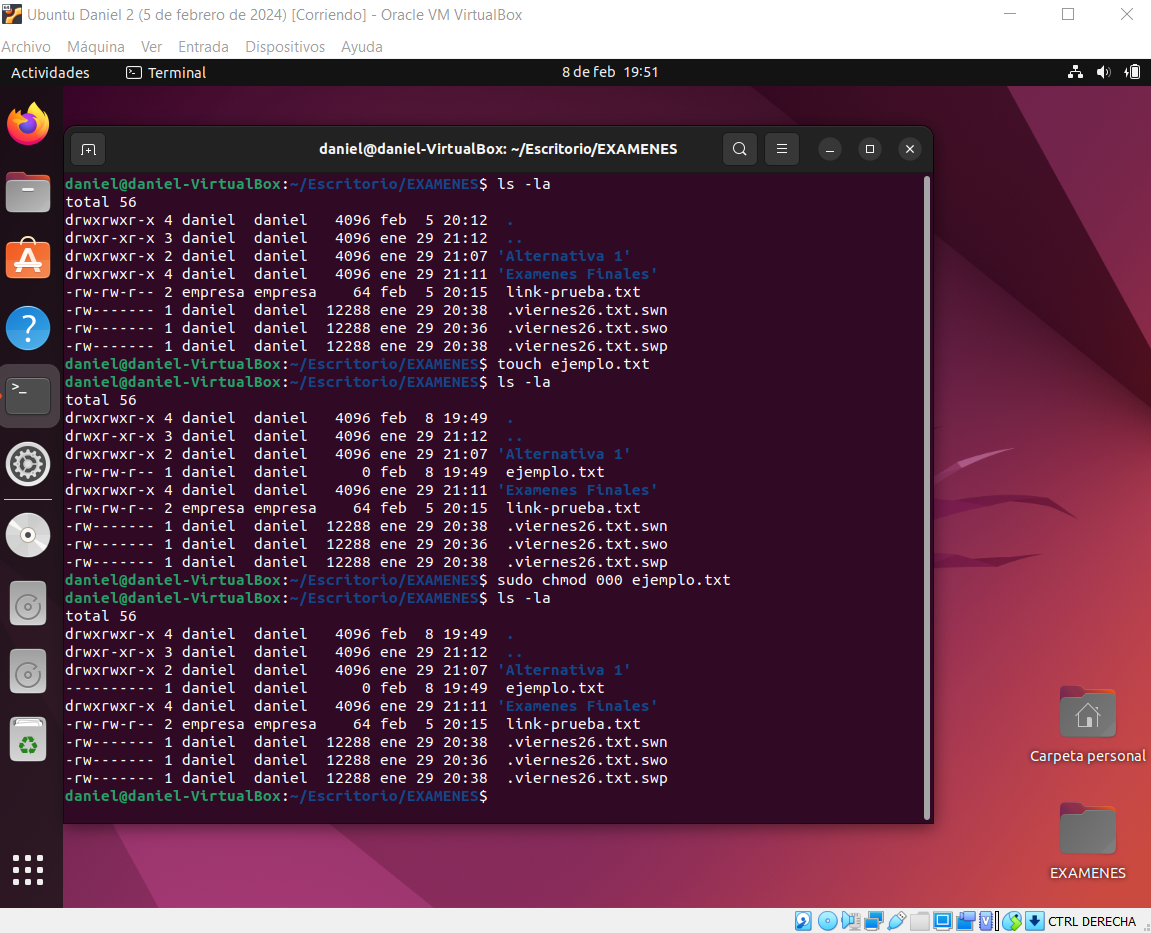 Ubuntu Daniel 2 (5 de febrero de 2024) [Corriendo] - Oracle VM VirtualBox
Archivo Máquina Ver Entrada Dispositivos Ayuda
Actividades Terminal 8 de feb 19:51
daniel@daniel-VirtualBox: ~/Escritorio/EXAMENES
daniel@daniel-VirtualBox:~/Escritorio/EXAMENES$ ls -la
total 56
drwxrwxr-x 4 daniel daniel 4096 feb 5 20:12 .
drwxr-xr-x 3 daniel daniel 4096 ene 29 21:12 ..
drwxrwxr-x 2 daniel daniel 4096 ene 29 21:07 'Alternativa 1'
drwxrwxr-x 4 daniel daniel 4096 ene 29 21:11 'Examenes Finales'
-rw-rw-r-- 2 empresa empresa 64 feb 5 20:15 link-prueba.txt
-rw------- 1 daniel daniel 12288 ene 29 20:38 .viernes26.txt.swn
-rw------- 1 daniel daniel 12288 ene 29 20:36 .viernes26.txt.swo
-rw------- 1 daniel daniel 12288 ene 29 20:38 .viernes26.txt.swp
daniel@daniel-VirtualBox:~/Escritorio/EXAMENES$ touch ejemplo.txt
daniel@daniel-VirtualBox:~/Escritorio/EXAMENES$ ls -la
total 56
drwxrwxr-x 4 daniel daniel 4096 feb 8 19:49 .
drwxr-xr-x 3 daniel daniel 4096 ene 29 21:12 ..
drwxrwxr-x 2 daniel daniel 4096 ene 29 21:07 'Alternativa 1'
-rw-rw-r-- 1 daniel daniel 0 feb 8 19:49 ejemplo.txt
drwxrwxr-x 4 daniel daniel 4096 ene 29 21:11 'Examenes Finales'
-rw-rw-r-- 2 empresa empresa 64 feb 5 20:15 link-prueba.txt
-rw------- 1 daniel daniel 12288 ene 29 20:38 .viernes26.txt.swn
-rw------- 1 daniel daniel 12288 ene 29 20:36 .viernes26.txt.swo
-rw------- 1 daniel daniel 12288 ene 29 20:38 .viernes26.txt.swp
daniel@daniel-VirtualBox:~/Escritorio/EXAMENES$ sudo chmod 000 ejemplo.txt
daniel@daniel-VirtualBox:~/Escritorio/EXAMENES$ ls -la
total 56
drwxrwxr-x 4 daniel daniel 4096 feb 8 19:49 .
drwxr-xr-x 3 daniel daniel 4096 ene 29 21:12 ..
drwxrwxr-x 2 daniel daniel 4096 ene 29 21:07 'Alternativa 1'
---------- 1 daniel daniel 0 feb 8 19:49 ejemplo.txt
drwxrwxr-x 4 daniel daniel 4096 ene 29 21:11 'Examenes Finales'
-rw-rw-r-- 2 empresa empresa 64 feb 5 20:15 link-prueba.txt
-rw------- 1 daniel daniel 12288 ene 29 20:38 .viernes26.txt.swn
-rw------- 1 daniel daniel 12288 ene 29 20:36 .viernes26.txt.swo
-rw------- 1 daniel daniel 12288 ene 29 20:38 .viernes26.txt.swp
daniel@daniel-VirtualBox:~/Escritorio/EXAMENES$
Carpeta personal
EXAMENES
CTRL DERECHA